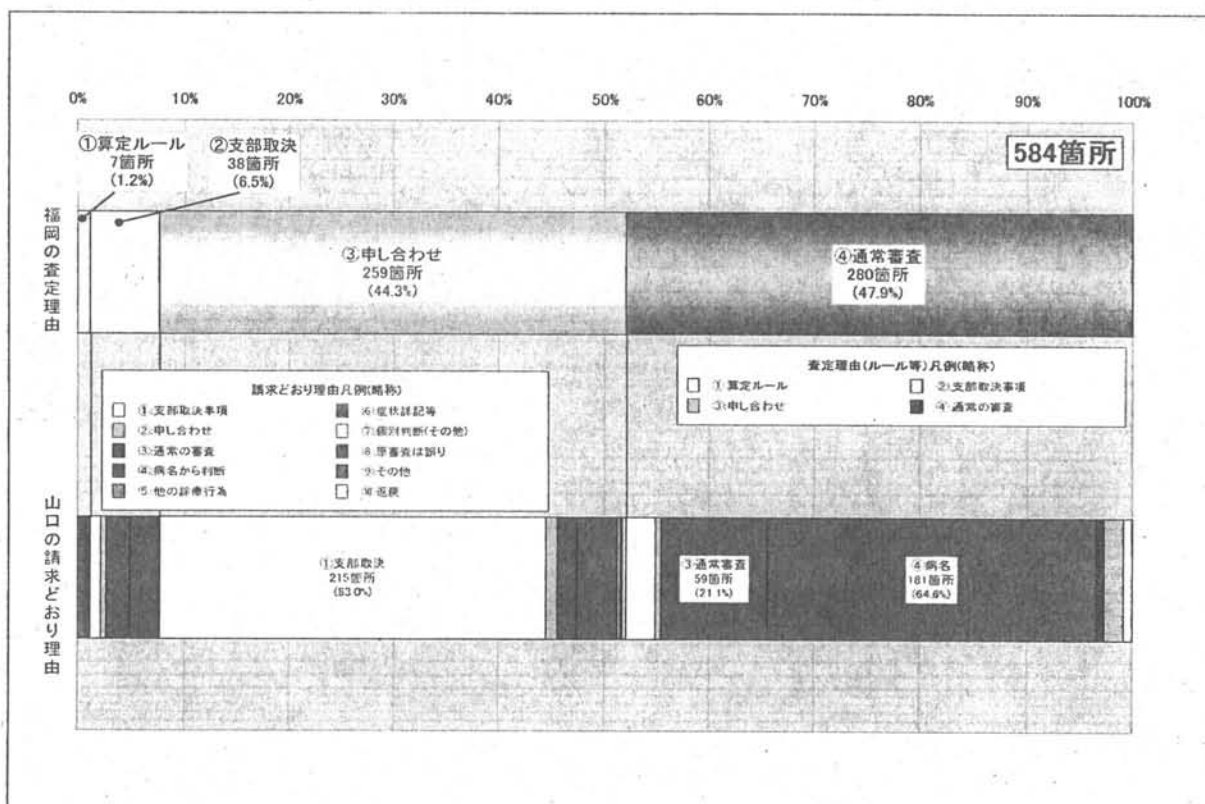 0% 10% 20% 30% 40% 50% 60% 70% 80% 90% 100%
584箇所
①算定ルール
7箇所
(1.2%)
②支部取決
38箇所
(6.5%)
福岡の査定理由
③申し合わせ
259箇所
(44.3%)
④通常審査
280箇所
(47.9%)
査定理由(ルール等)凡例(略称)
①算定ルール
②支部取決事項
③申し合わせ
④通常の審査
請求どおり理由凡例(略称)
①支部取決事項
②申し合わせ
③通常の審査
④病名から判断
⑤他の診療行為
⑥症状詳記等
⑦個別判断(その他)
⑧原審査は誤り
⑨その他
⑩返戻
山口の請求どおり理由
①支部取決
215箇所
(83.0%)
③通常審査
59箇所
(21.1%)
④病名
181箇所
(64.6%)